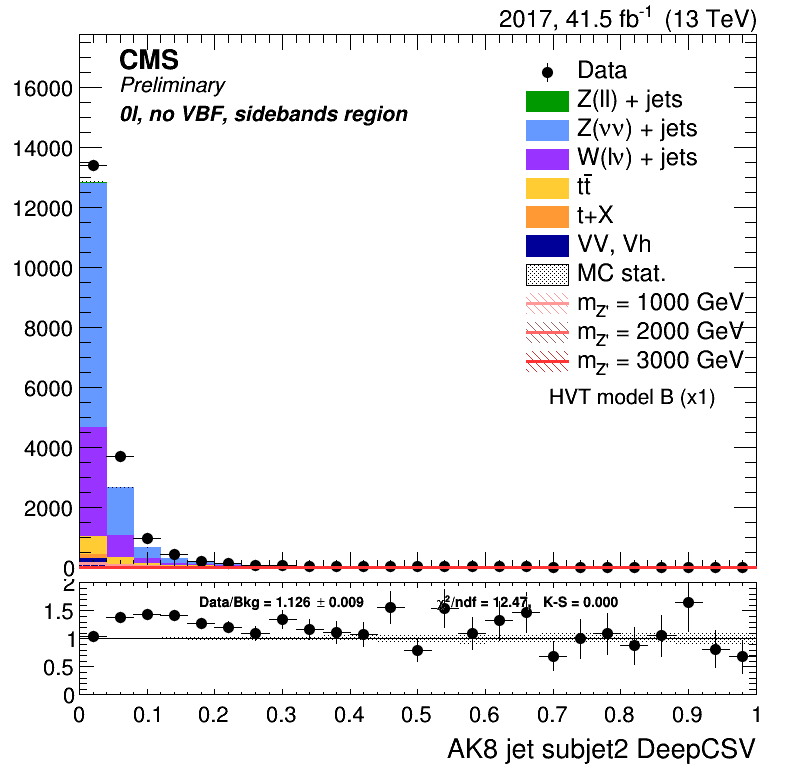 2017, 41.5 fb⁻¹ (13 TeV)
CMS
Preliminary
0l, no VBF, sidebands region
Data
Z(ll) + jets
Z(νν) + jets
W(lν) + jets
tt̄
t+X
VV, Vh
MC stat.
m_Z' = 1000 GeV
m_Z' = 2000 GeV
m_Z' = 3000 GeV
HVT model B (x1)
16000
14000
12000
10000
8000
6000
4000
2000
0
Data/Bkg = 1.126 ± 0.009 χ²/ndf = 12.47, K-S = 0.000
2
1.5
1
0.5
0
0 0.1 0.2 0.3 0.4 0.5 0.6 0.7 0.8 0.9 1
AK8 jet subjet2 DeepCSV